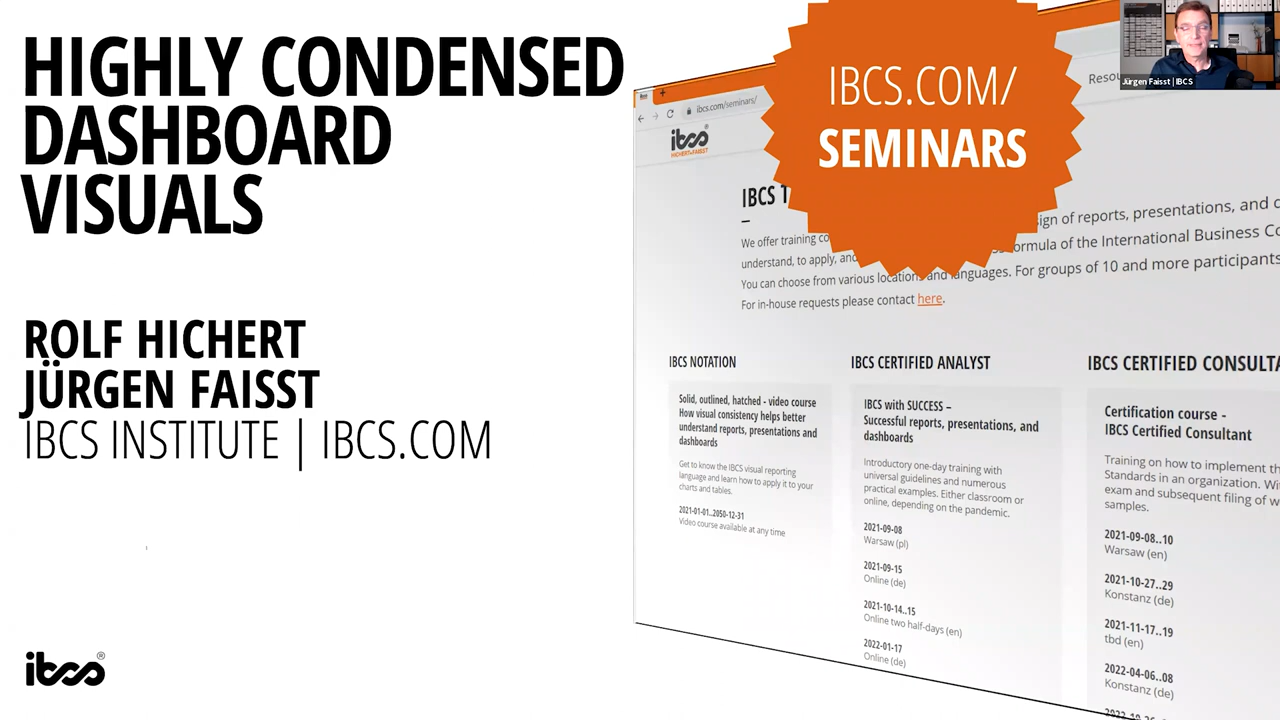 HIGHLY CONDENSED
DASHBOARD
VISUALS
ROLF HICHERT
JÜRGEN FAISST
IBCS INSTITUTE | IBCS.COM
ibcs®
IBCS.COM/
SEMINARS
Jürgen Faisst | IBCS
ibcs.com/seminars/
ibcs®
HICHERT+FAISST
IBCS
We offer training
sign of reports, presentations, and
understand, to apply, and
formula of the International Business
You can choose from various locations and languages. For groups of 10 and more participants
For in-house requests please contact here.
IBCS NOTATION
Solid, outlined, hatched - video course
How visual consistency helps better
understand reports, presentations and
dashboards
Get to know the IBCS visual reporting
language and learn how to apply it to your
charts and tables.
2021-01-01..2050-12-31
Video course available at any time
IBCS CERTIFIED ANALYST
IBCS with SUCCESS –
Successful reports, presentations, and
dashboards
Introductory one-day training with
universal guidelines and numerous
practical examples. Either classroom or
online, depending on the pandemic.
2021-09-08
Warsaw (pl)
2021-09-15
Online (de)
2021-10-14..15
Online two half-days (en)
2022-01-17
Online (de)
IBCS CERTIFIED CONSULTA
Certification course -
IBCS Certified Consultant
Training on how to implement th
Standards in an organization. Wi
exam and subsequent filing of w
samples.
2021-09-08..10
Warsaw (en)
2021-10-27..29
Konstanz (de)
2021-11-17..19
tbd (en)
2022-04-06..08
Konstanz (de)